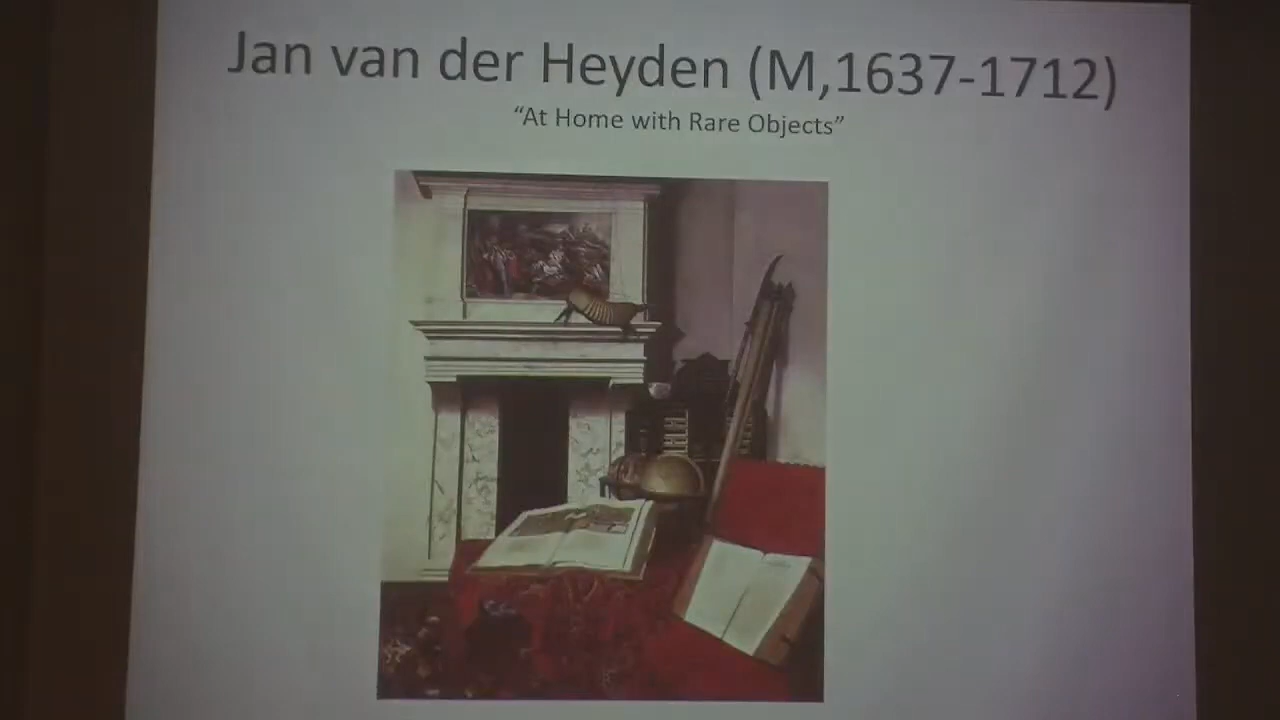 Jan van der Heyden (M,1637-1712)
“At Home with Rare Objects”